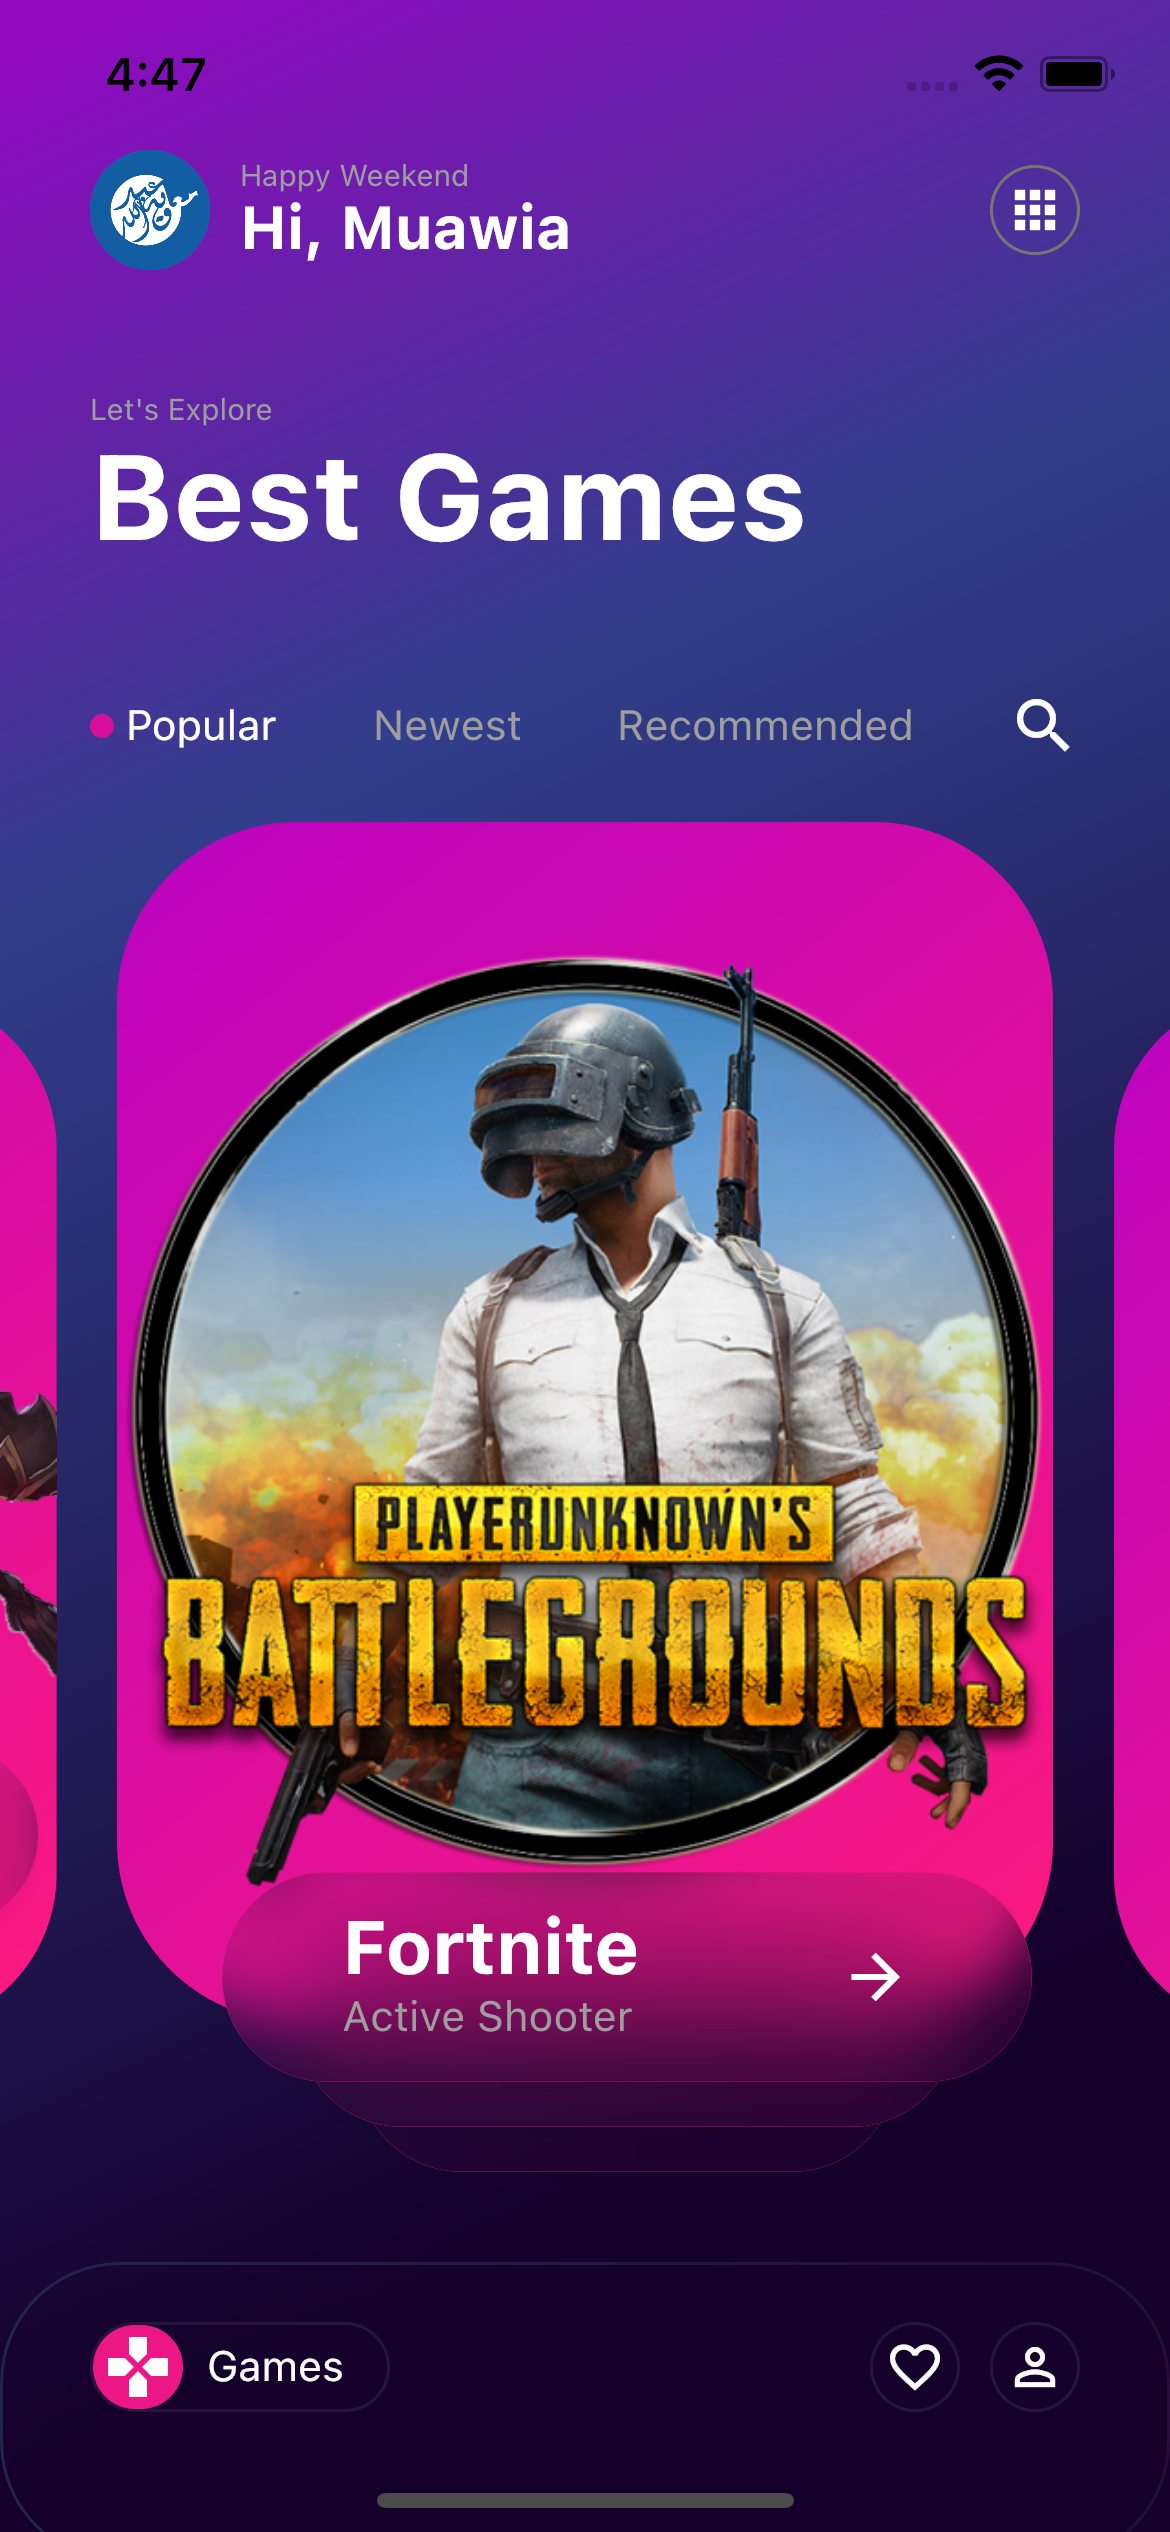 4:47
Happy Weekend
Hi, Muawia
Let's Explore
Best Games
Popular Newest Recommended
PLAYERUNKNOWN'S
BATTLEGROUNDS
Fortnite
Active Shooter
Games